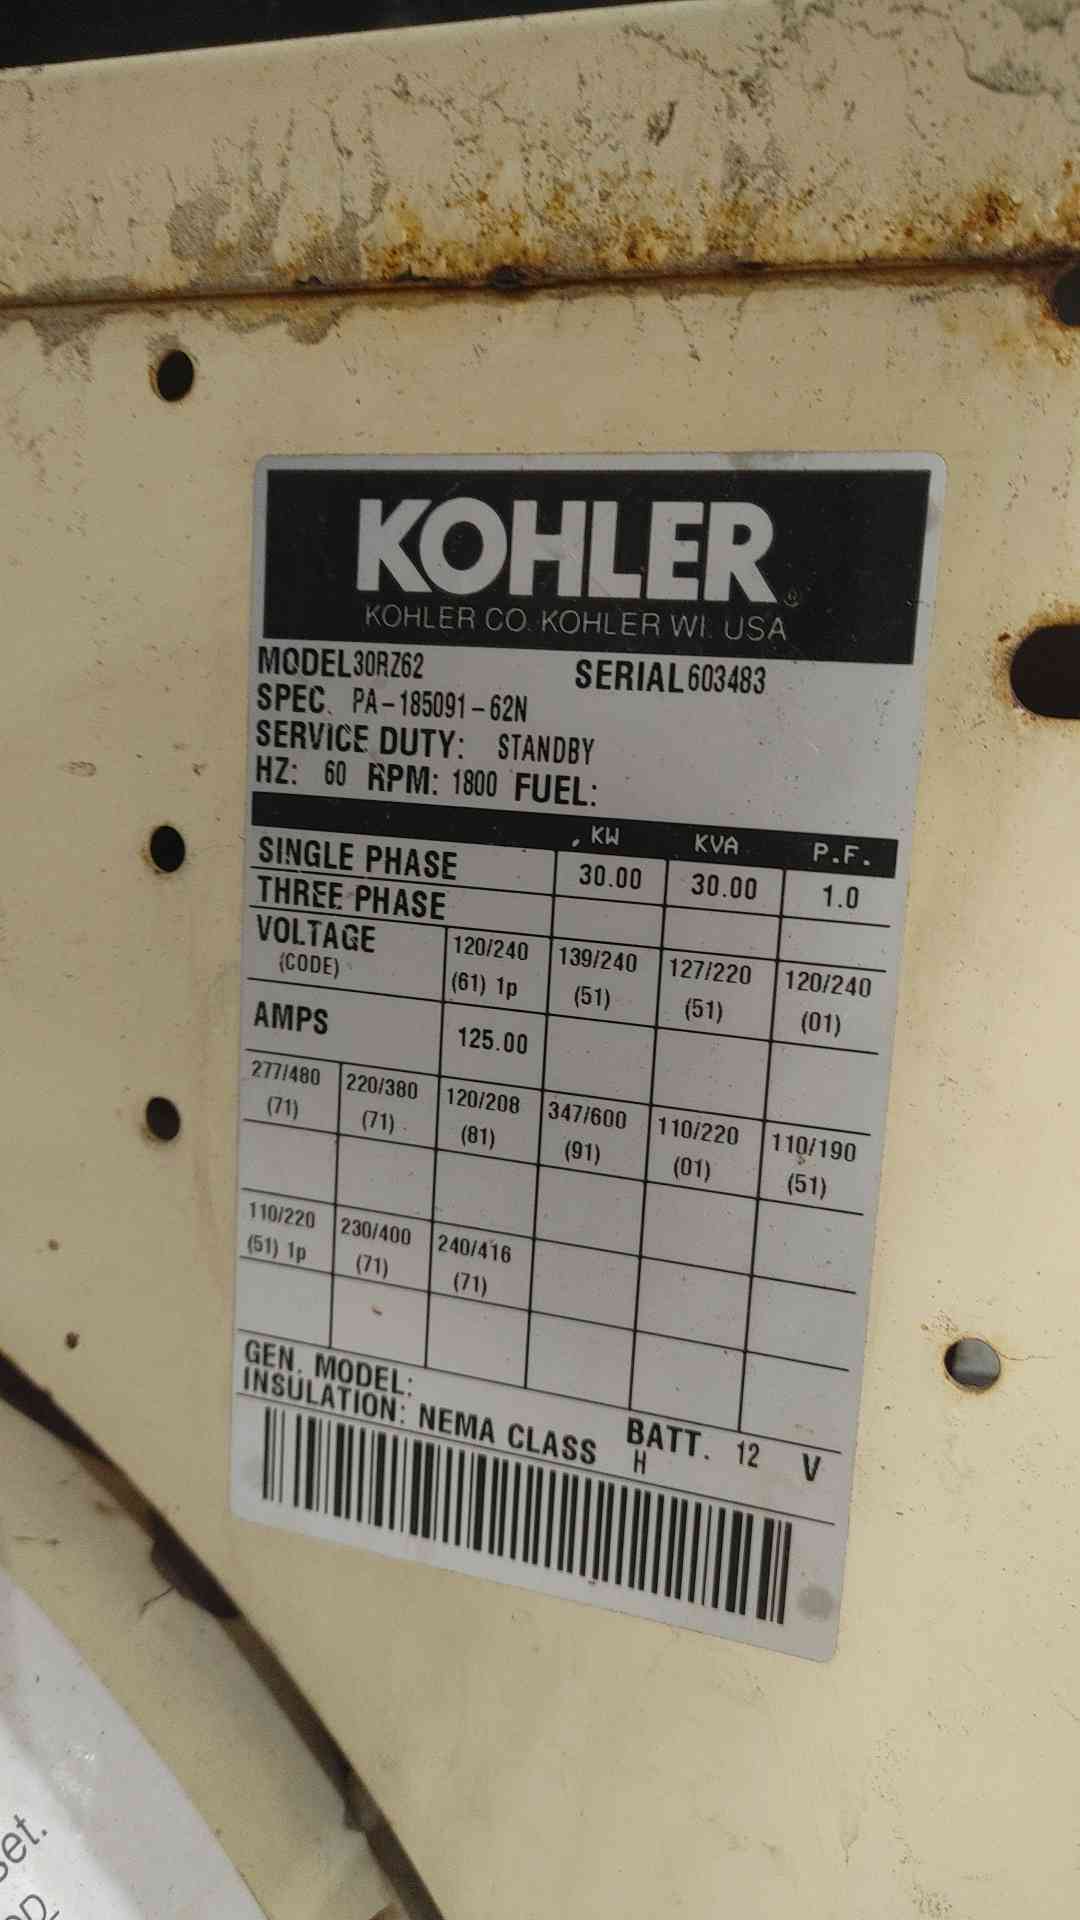 KOHLER®
KOHLER CO. KOHLER WI. USA
MODEL 30RZ62 SERIAL 603483
SPEC. PA-185091-62N
SERVICE DUTY: STANDBY
HZ: 60 RPM: 1800 FUEL:
KW KVA P.F.
SINGLE PHASE 30.00 30.00 1.0
THREE PHASE
VOLTAGE 120/240 139/240 127/220 120/240
(CODE) (61) 1p (51) (51) (01)
AMPS 125.00
277/480 220/380 120/208 347/600 110/220 110/190
(71) (71) (81) (91) (01) (51)
110/220 230/400 240/416
(51) 1p (71) (71)
GEN. MODEL: BATT. 12 V
INSULATION: NEMA CLASS H
et.